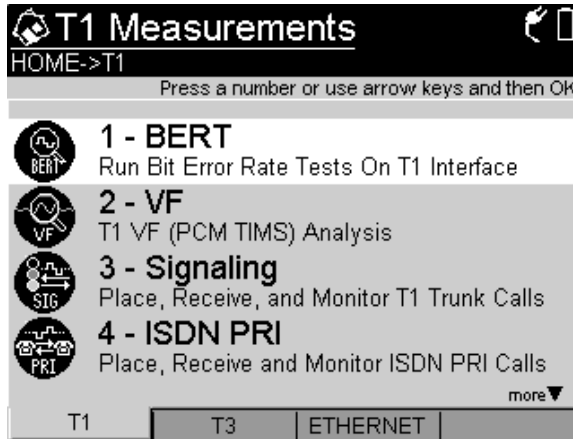 T1 Measurements
HOME->T1
Press a number or use arrow keys and then OK
BERT
1 - BERT
Run Bit Error Rate Tests On T1 Interface
VF
2 - VF
T1 VF (PCM TIMS) Analysis
SIG
3 - Signaling
Place, Receive, and Monitor T1 Trunk Calls
PRI
4 - ISDN PRI
Place, Receive and Monitor ISDN PRI Calls
more▼
T1
T3
ETHERNET